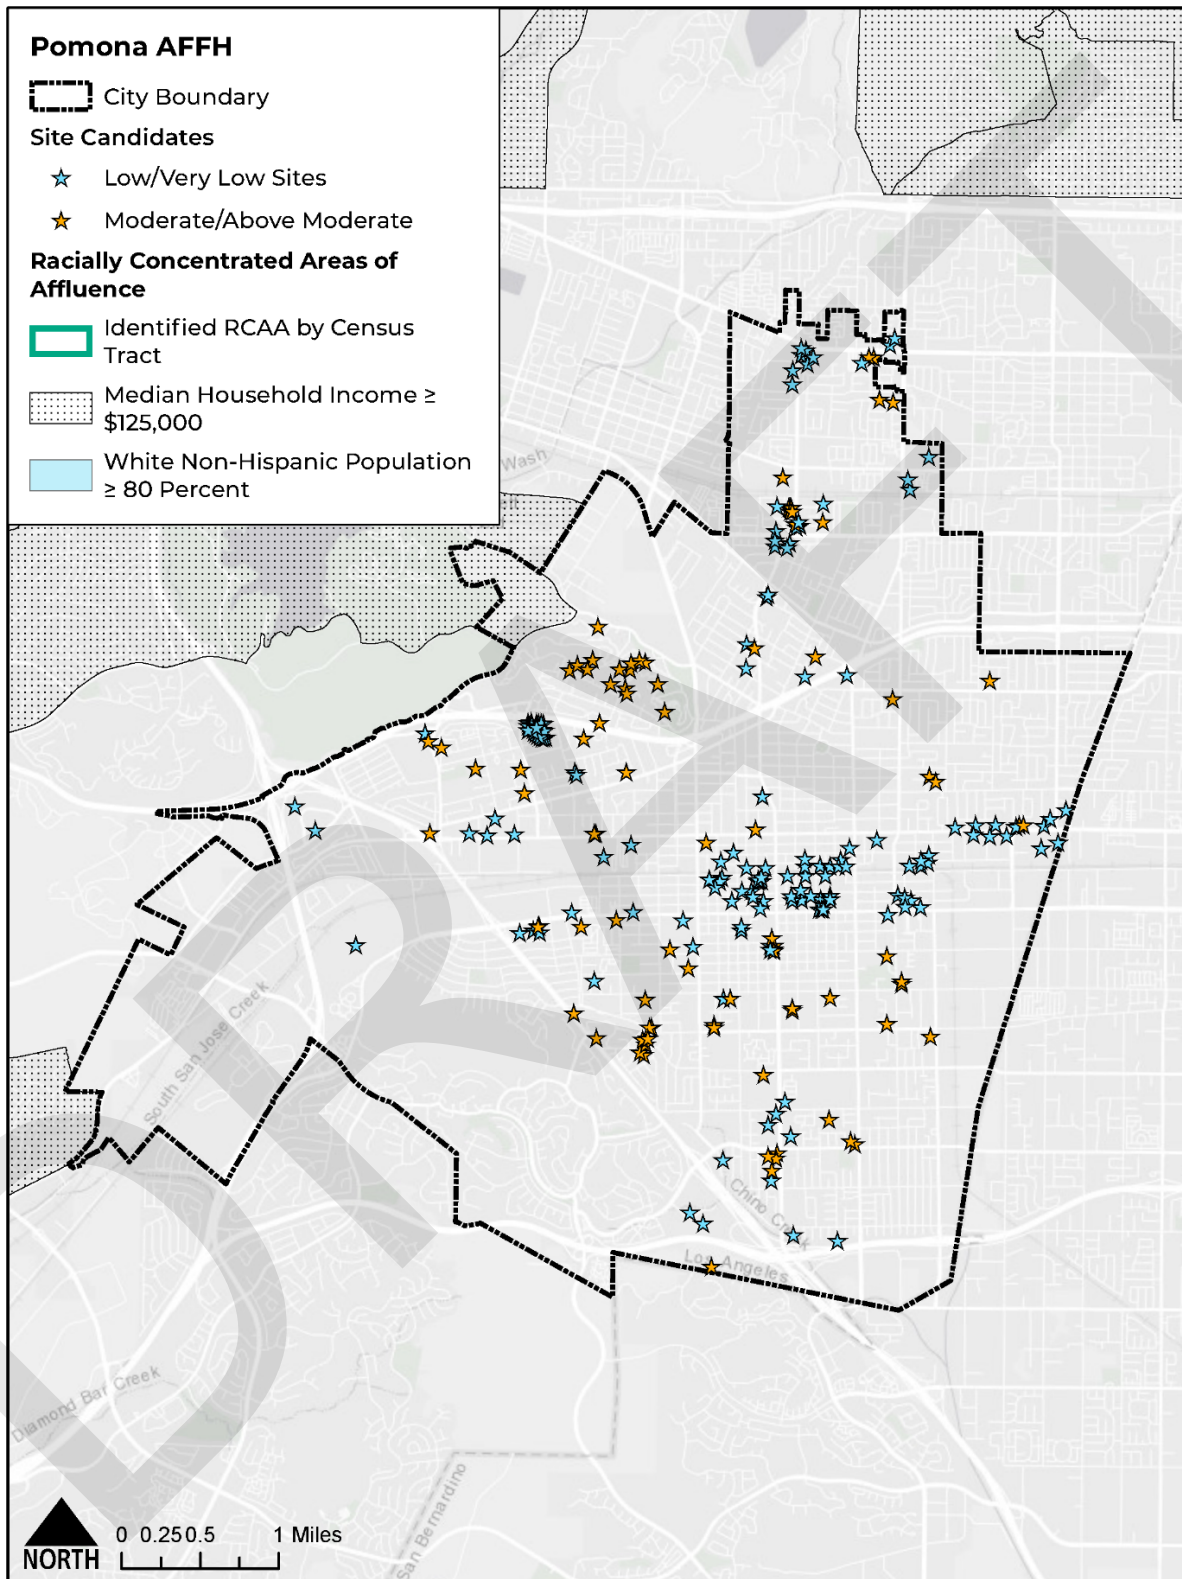 Pomona AFFH
City Boundary
Site Candidates
Low/Very Low Sites
Moderate/Above Moderate
Racially Concentrated Areas of
Affluence
Identified RCAA by Census
Tract
Median Household Income ≥
$125,000
White Non-Hispanic Population
≥ 80 Percent
Wash
South San Jose Creek
Chino Creek
Los Angeles
Diamond Bar Creek
San Bernardino
DRAFT
NORTH
0 0.25 0.5 1 Miles